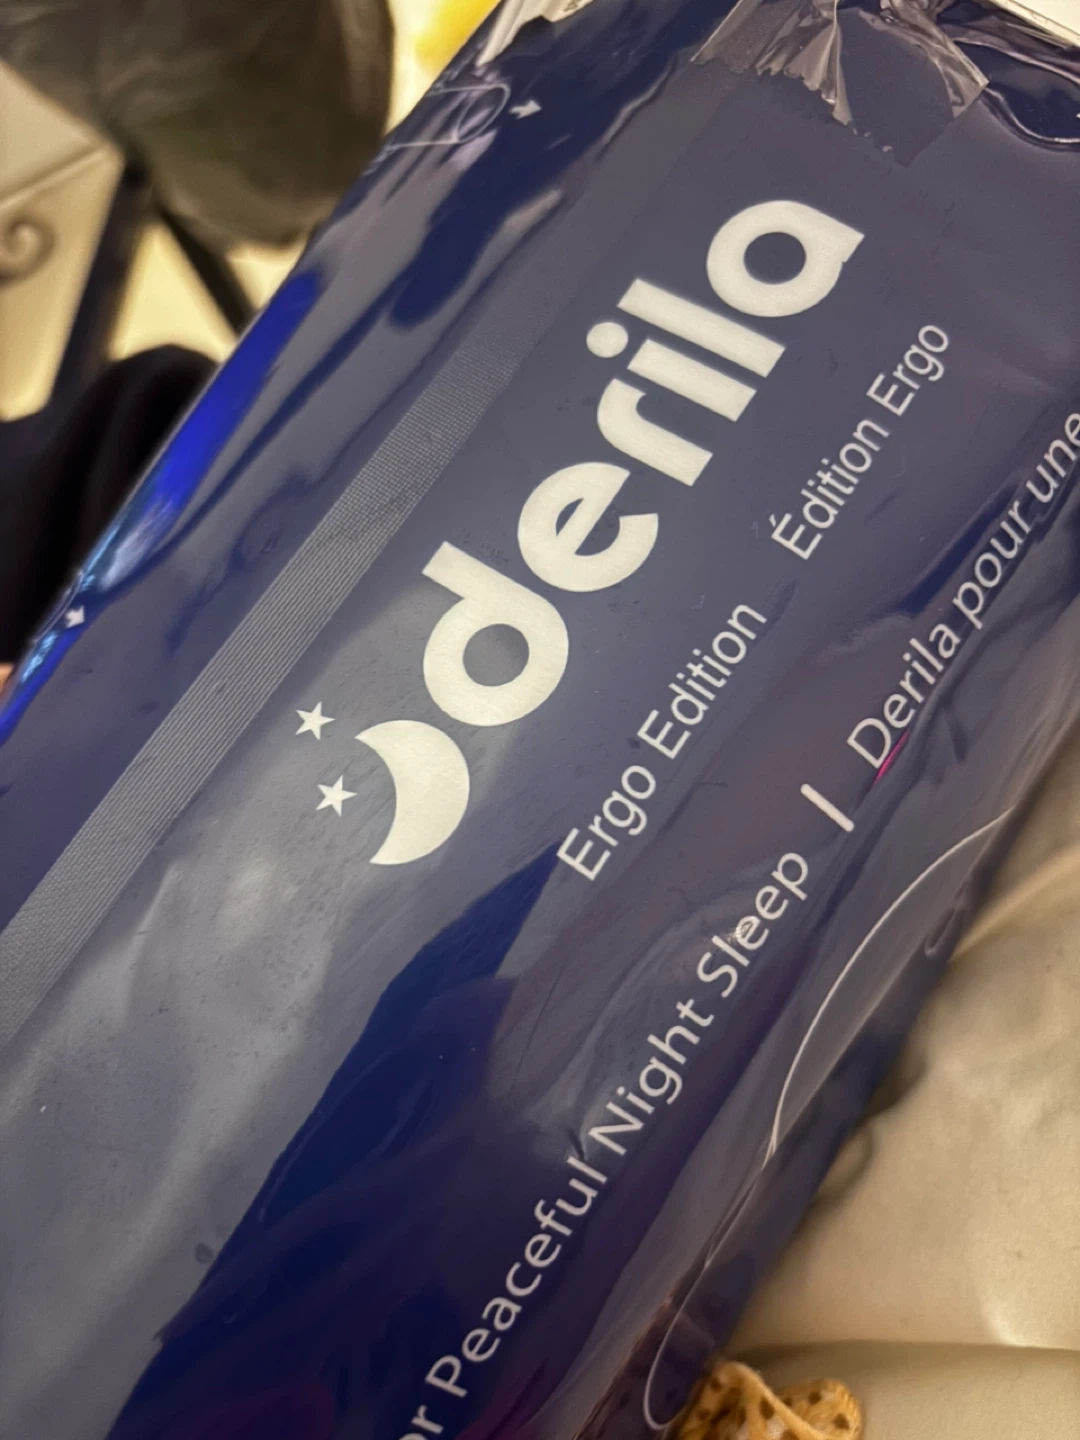 derila
Ergo Edition Édition Ergo
Peaceful Night Sleep | Derila pour une